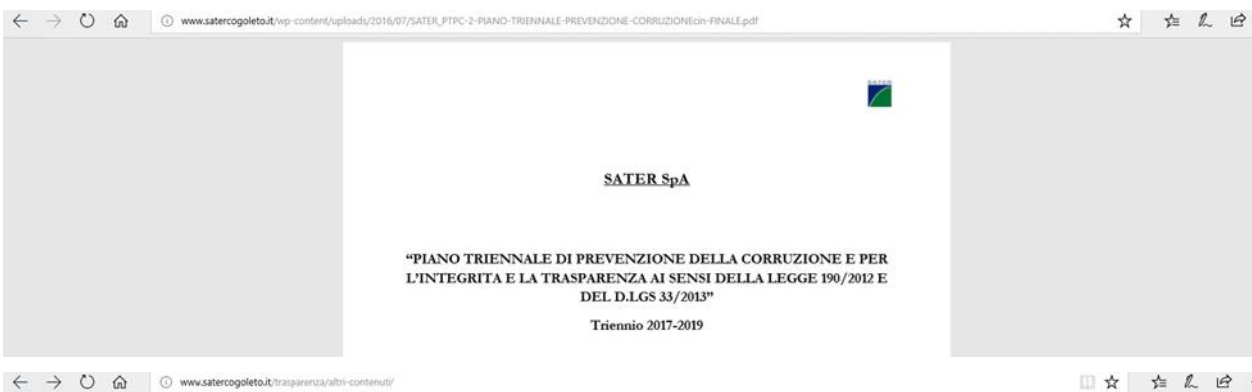 www.satercogoleto.it/wp-content/uploads/2016/07/SATER_PTPC-2-PIANO-TRIENNALE-PREVENZIONE-CORRUZIONEcin-FINALE.pdf
SATER
SATER SpA
“PIANO TRIENNALE DI PREVENZIONE DELLA CORRUZIONE E PER
L’INTEGRITA E LA TRASPARENZA AI SENSI DELLA LEGGE 190/2012 E
DEL D.LGS 33/2013”
Triennio 2017-2019
www.satercogoleto.it/trasparenza/altri-contenuti/